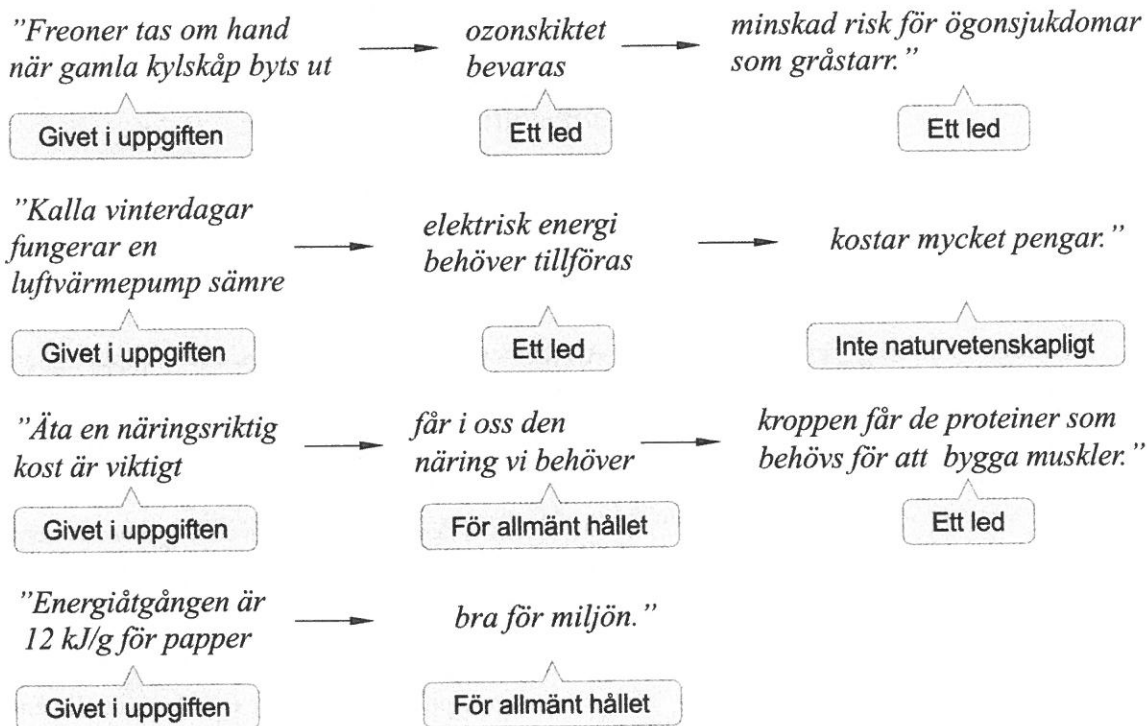 "Freoner tas om hand
när gamla kylskåp byts ut
ozonskiktet
bevaras
minskad risk för ögonsjukdomar
som gråstarr."
Givet i uppgiften
Ett led
Ett led
"Kalla vinterdagar
fungerar en
luftvärmepump sämre
elektrisk energi
behöver tillföras
kostar mycket pengar."
Givet i uppgiften
Ett led
Inte naturvetenskapligt
"Äta en näringsriktig
kost är viktigt
får i oss den
näring vi behöver
kroppen får de proteiner som
behövs för att bygga muskler."
Givet i uppgiften
För allmänt hållet
Ett led
"Energiåtgången är
12 kJ/g för papper
bra för miljön."
Givet i uppgiften
För allmänt hållet